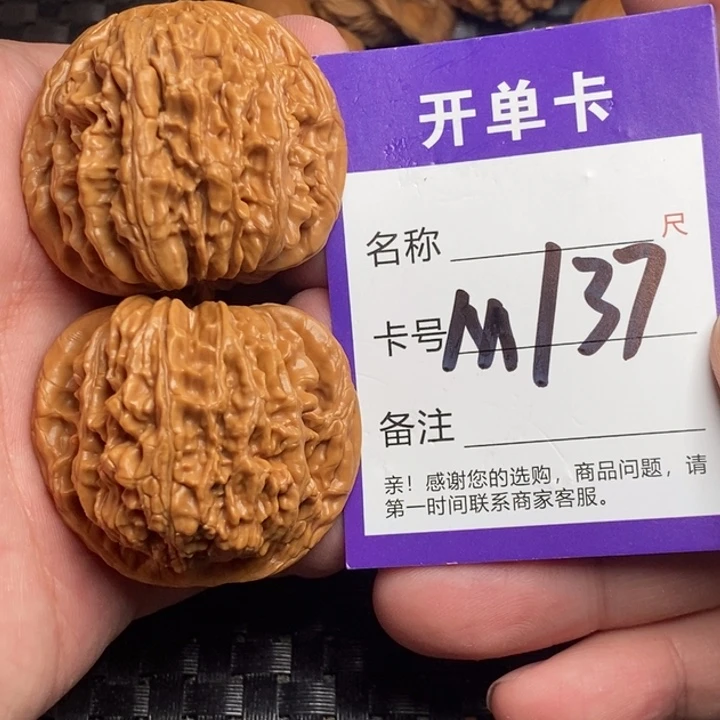 开单卡
名称 尺
卡号 M137
备注
亲！感谢您的选购，商品问题，请
第一时间联系商家客服。